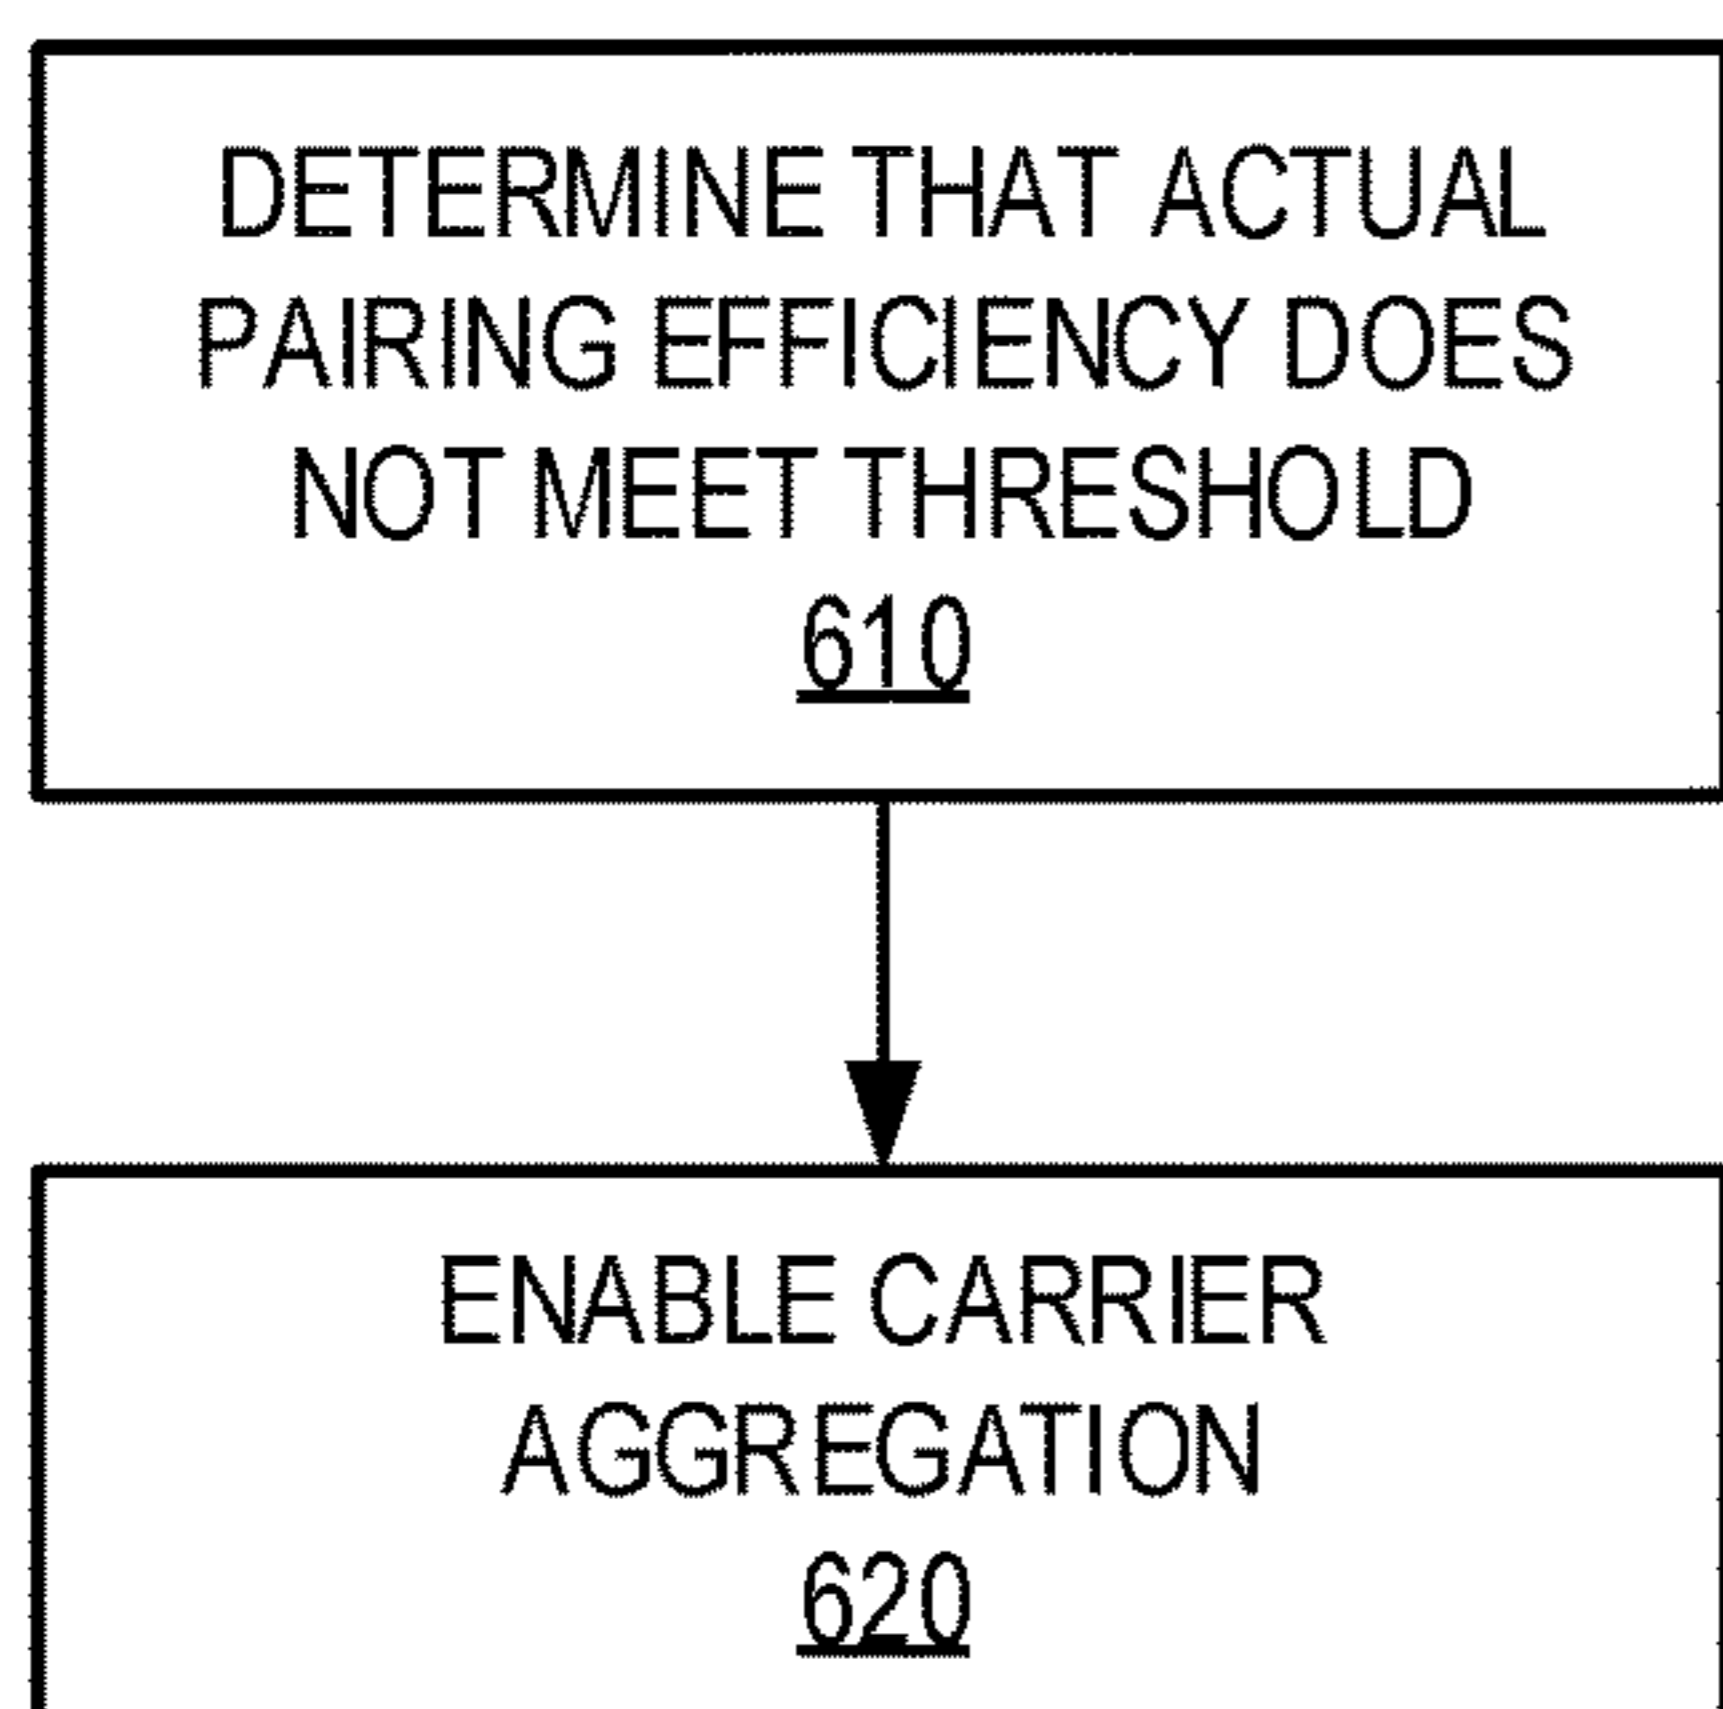 DETERMINE THAT ACTUAL
PAIRING EFFICIENCY DOES
NOT MEET THRESHOLD
610
ENABLE CARRIER
AGGREGATION
620